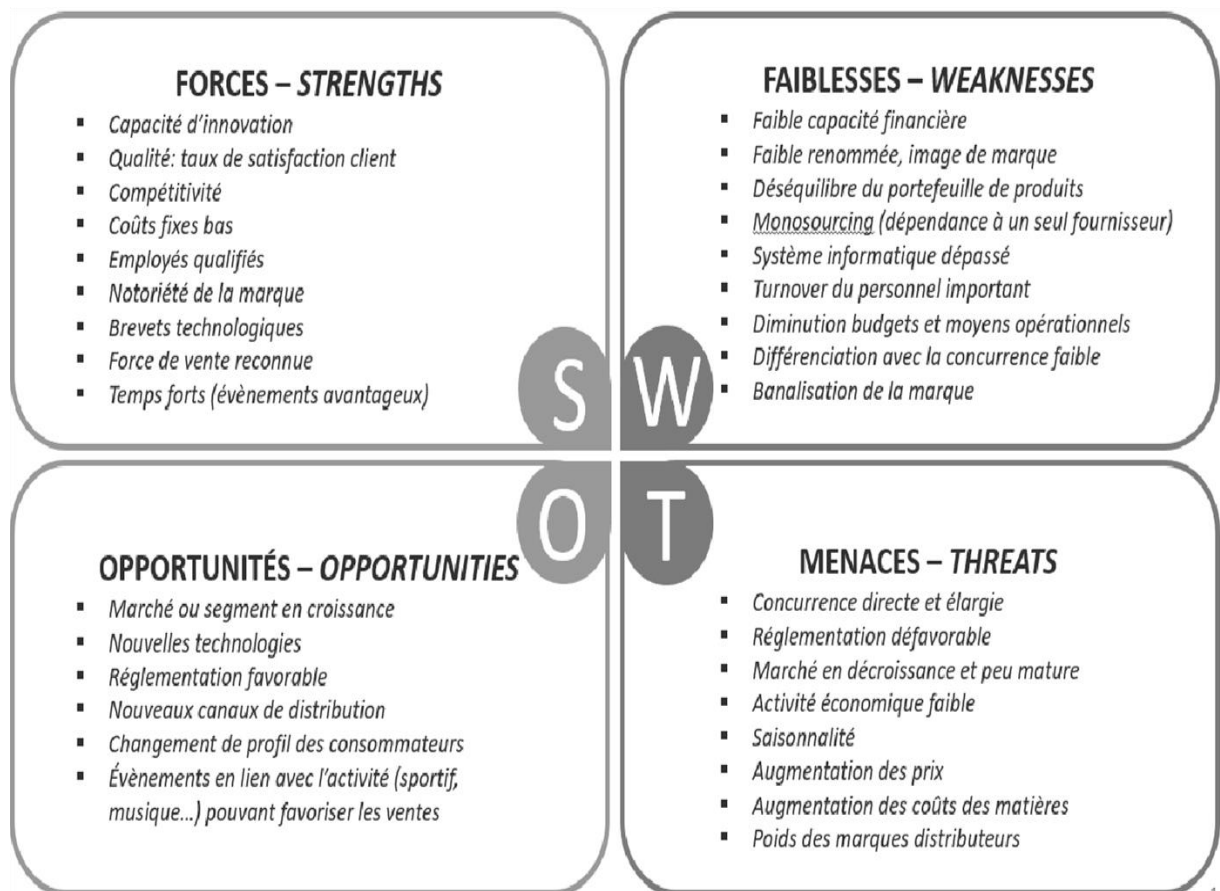 FORCES – STRENGTHS
▪ Capacité d'innovation
▪ Qualité: taux de satisfaction client
▪ Compétitivité
▪ Coûts fixes bas
▪ Employés qualifiés
▪ Notoriété de la marque
▪ Brevets technologiques
▪ Force de vente reconnue
▪ Temps forts (évènements avantageux)
S
FAIBLESSES – WEAKNESSES
▪ Faible capacité financière
▪ Faible renommée, image de marque
▪ Déséquilibre du portefeuille de produits
▪ Monosourcing (dépendance à un seul fournisseur)
▪ Système informatique dépassé
▪ Turnover du personnel important
▪ Diminution budgets et moyens opérationnels
▪ Différenciation avec la concurrence faible
▪ Banalisation de la marque
W
O
OPPORTUNITÉS – OPPORTUNITIES
▪ Marché ou segment en croissance
▪ Nouvelles technologies
▪ Réglementation favorable
▪ Nouveaux canaux de distribution
▪ Changement de profil des consommateurs
▪ Évènements en lien avec l'activité (sportif,
musique...) pouvant favoriser les ventes
T
MENACES – THREATS
▪ Concurrence directe et élargie
▪ Réglementation défavorable
▪ Marché en décroissance et peu mature
▪ Activité économique faible
▪ Saisonnalité
▪ Augmentation des prix
▪ Augmentation des coûts des matières
▪ Poids des marques distributeurs